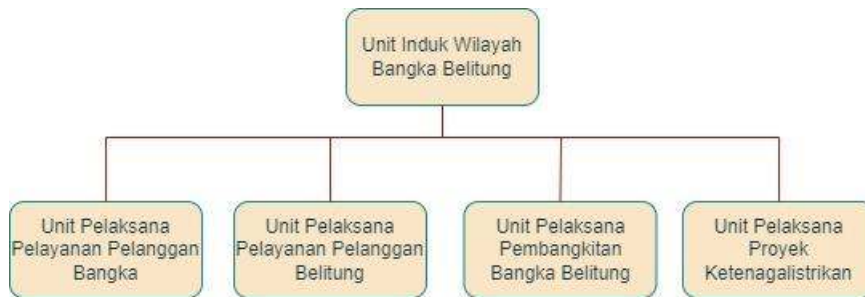 Unit Induk Wilayah
Bangka Belitung
Unit Pelaksana
Pelayanan Pelanggan
Bangka
Unit Pelaksana
Pelayanan Pelanggan
Belitung
Unit Pelaksana
Pembangkitan
Bangka Belitung
Unit Pelaksana
Proyek
Ketenagalistrikan